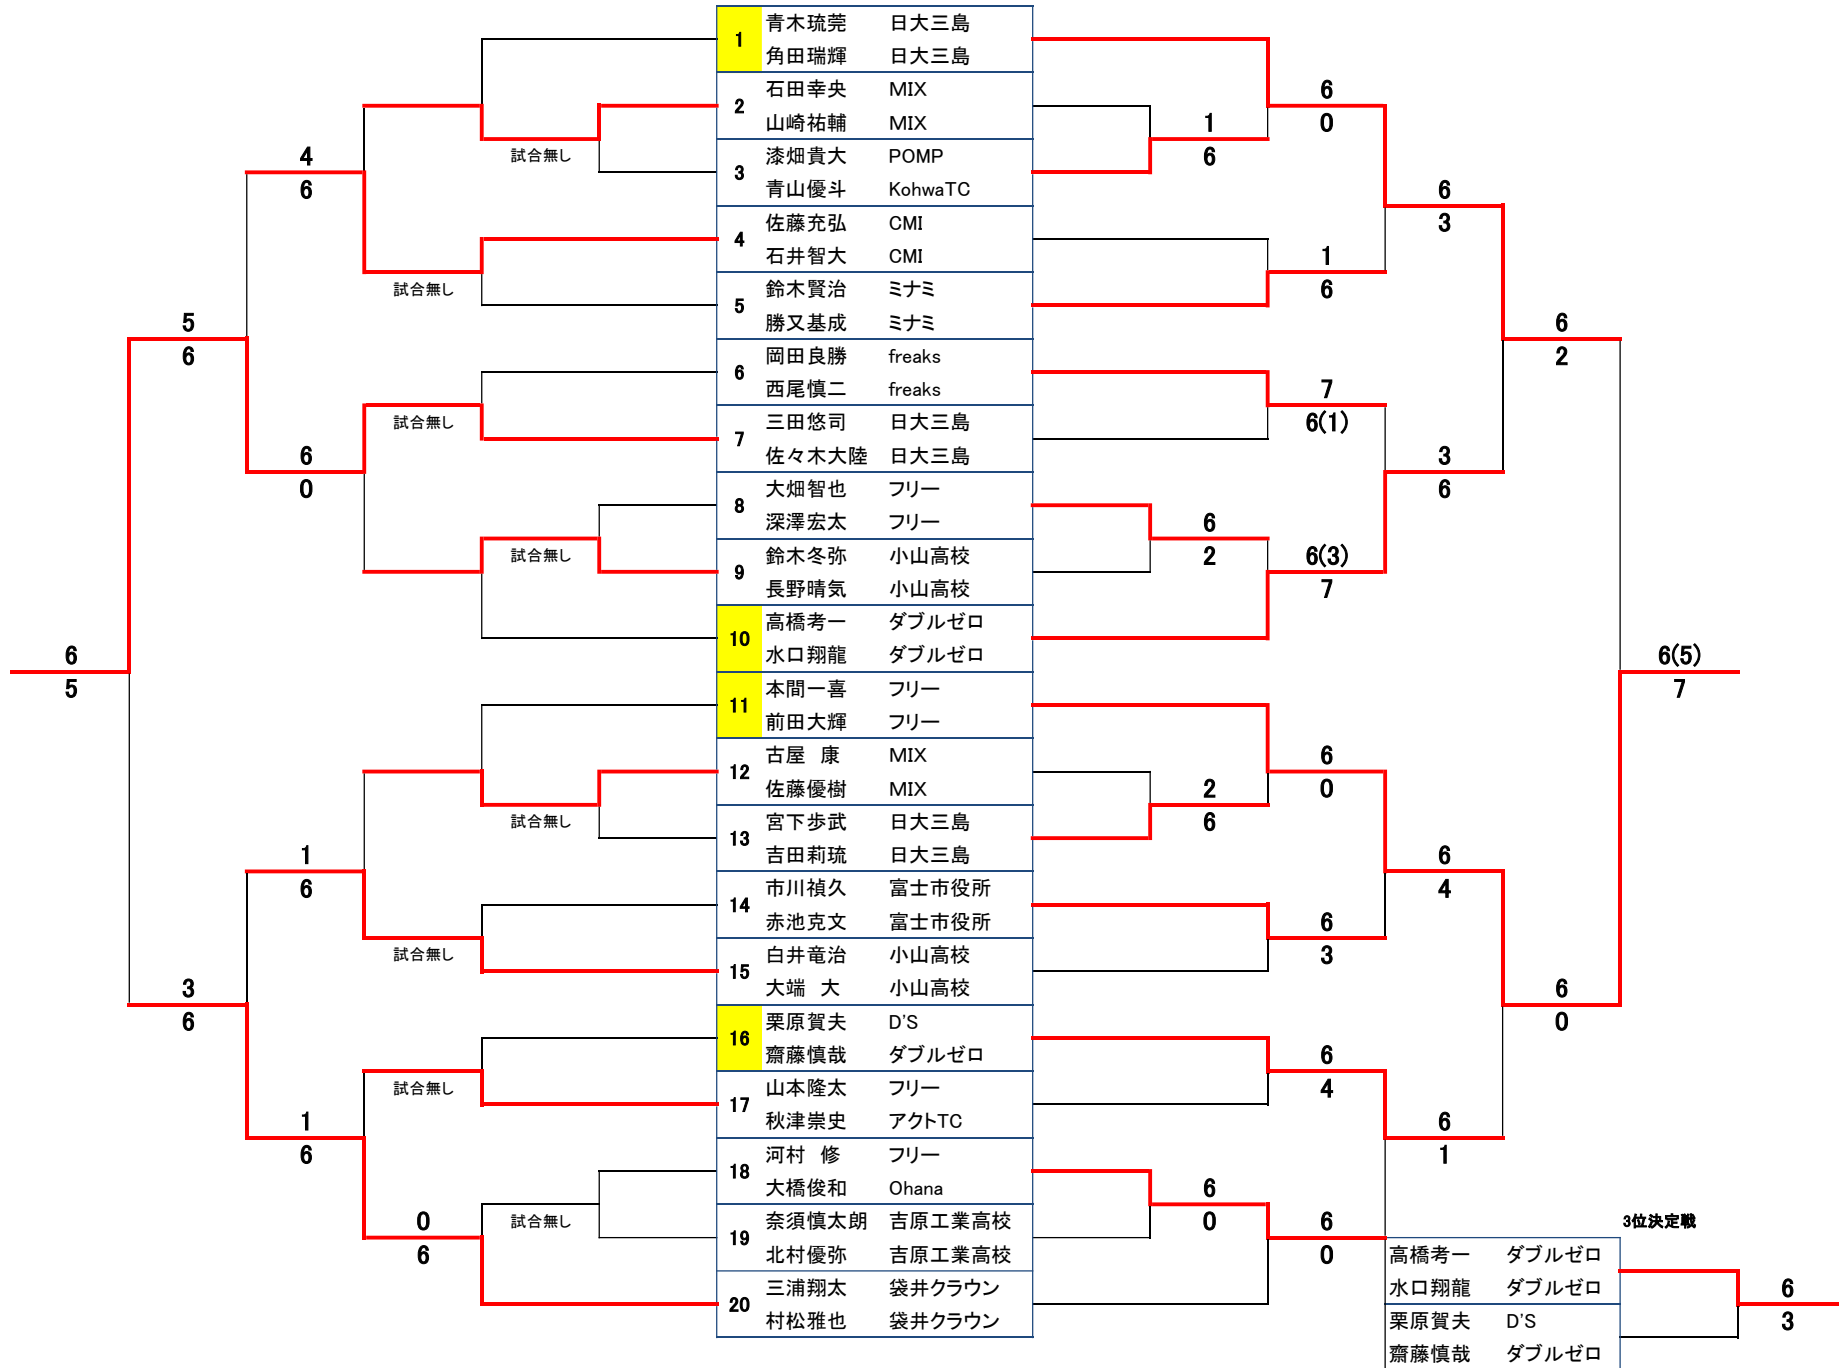 1 青木琉莞 日大三島
角田瑞輝 日大三島
2 石田幸央 MIX
山崎祐輔 MIX
3 漆畑貴大 POMP
青山優斗 KohwaTC
4 佐藤充弘 CMI
石井智大 CMI
5 鈴木賢治 ミナミ
勝又基成 ミナミ
6 岡田良勝 freaks
西尾慎二 freaks
7 三田悠司 日大三島
佐々木大陸 日大三島
8 大畑智也 フリー
深澤宏太 フリー
9 鈴木冬弥 小山高校
長野晴気 小山高校
10 高橋考一 ダブルゼロ
水口翔龍 ダブルゼロ
11 本間一喜 フリー
前田大輝 フリー
12 古屋 康 MIX
佐藤優樹 MIX
13 宮下歩武 日大三島
吉田莉琉 日大三島
14 市川禎久 富士市役所
赤池克文 富士市役所
15 白井竜治 小山高校
大端 大 小山高校
16 栗原賀夫 D'S
齋藤慎哉 ダブルゼロ
17 山本隆太 フリー
秋津崇史 アクトTC
18 河村 修 フリー
大橋俊和 Ohana
19 奈須慎太朗 吉原工業高校
北村優弥 吉原工業高校
20 三浦翔太 袋井クラウン
村松雅也 袋井クラウン
試合無し
4
6
試合無し
5
6
試合無し
6
0
試合無し
6
5
試合無し
1
6
試合無し
3
6
試合無し
1
6
試合無し
0
6
6
0
1
6
6
3
1
6
6
2
7
6(1)
3
6
6
2
6(3)
7
6(5)
7
6
0
2
6
6
4
6
3
6
0
6
4
6
1
6
0
6
0
3位決定戦
高橋考一 ダブルゼロ
水口翔龍 ダブルゼロ
栗原賀夫 D'S
齋藤慎哉 ダブルゼロ
6
3